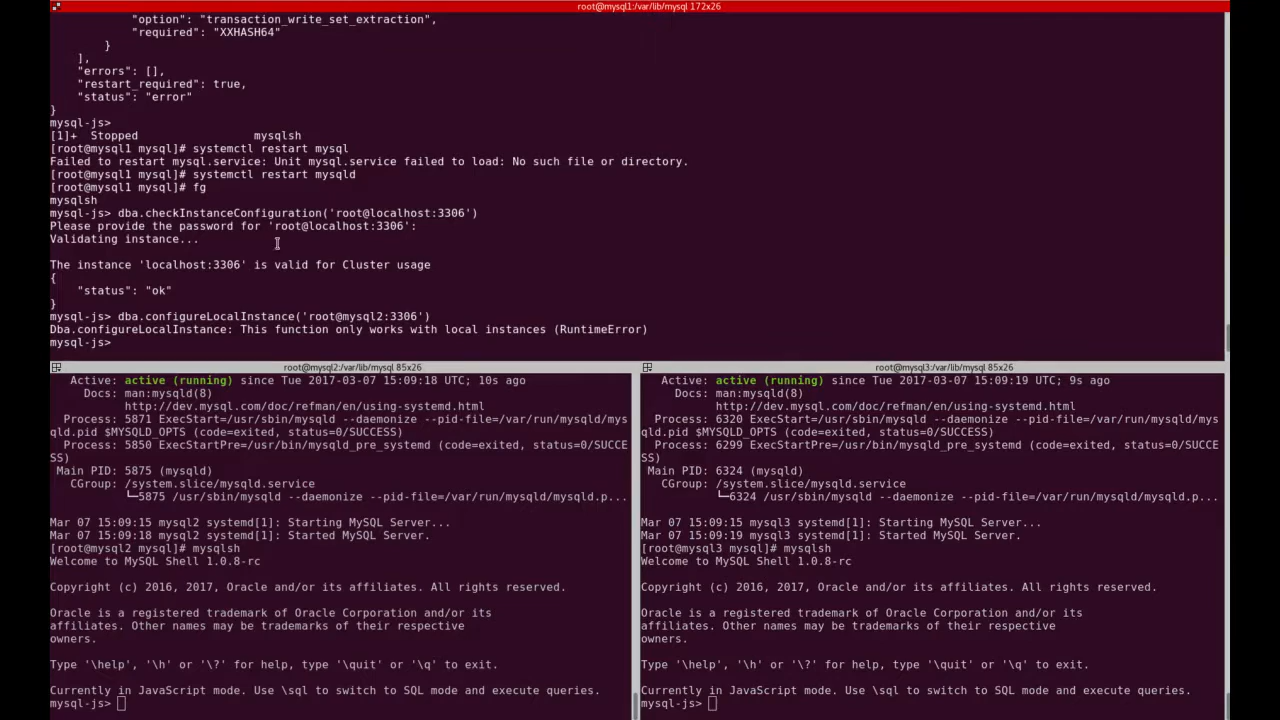 root@mysql1:/var/lib/mysql 172x26
"option": "transaction_write_set_extraction",
"required": "XXHASH64"
}
],
"errors": [],
"restart_required": true,
"status": "error"
}
mysql-js>
[1]+  Stopped                 mysqlsh
[root@mysql1 mysql]# systemctl restart mysql
Failed to restart mysql.service: Unit mysql.service failed to load: No such file or directory.
[root@mysql1 mysql]# systemctl restart mysqld
[root@mysql1 mysql]# fg
mysqlsh
mysql-js> dba.checkInstanceConfiguration('root@localhost:3306')
Please provide the password for 'root@localhost:3306':
Validating instance...
The instance 'localhost:3306' is valid for Cluster usage
{
"status": "ok"
}
mysql-js> dba.configureLocalInstance('root@mysql2:3306')
Dba.configureLocalInstance: This function only works with local instances (RuntimeError)
mysql-js>
root@mysql2:/var/lib/mysql 85x26
Active: active (running) since Tue 2017-03-07 15:09:18 UTC; 10s ago
Docs: man:mysqld(8)
http://dev.mysql.com/doc/refman/en/using-systemd.html
Process: 5871 ExecStart=/usr/sbin/mysqld --daemonize --pid-file=/var/run/mysqld/mys
qld.pid $MYSQLD_OPTS (code=exited, status=0/SUCCESS)
Process: 5850 ExecStartPre=/usr/bin/mysqld_pre_systemd (code=exited, status=0/SUCCE
SS)
Main PID: 5875 (mysqld)
CGroup: /system.slice/mysqld.service
└─5875 /usr/sbin/mysqld --daemonize --pid-file=/var/run/mysqld/mysqld.p...
Mar 07 15:09:15 mysql2 systemd[1]: Starting MySQL Server...
Mar 07 15:09:18 mysql2 systemd[1]: Started MySQL Server.
[root@mysql2 mysql]# mysqlsh
Welcome to MySQL Shell 1.0.8-rc
Copyright (c) 2016, 2017, Oracle and/or its affiliates. All rights reserved.
Oracle is a registered trademark of Oracle Corporation and/or its
affiliates. Other names may be trademarks of their respective
owners.
Type '\help', '\h' or '\?' for help, type '\quit' or '\q' to exit.
Currently in JavaScript mode. Use \sql to switch to SQL mode and execute queries.
mysql-js>
root@mysql3:/var/lib/mysql 85x26
Active: active (running) since Tue 2017-03-07 15:09:19 UTC; 9s ago
Docs: man:mysqld(8)
http://dev.mysql.com/doc/refman/en/using-systemd.html
Process: 6320 ExecStart=/usr/sbin/mysqld --daemonize --pid-file=/var/run/mysqld/mys
qld.pid $MYSQLD_OPTS (code=exited, status=0/SUCCESS)
Process: 6299 ExecStartPre=/usr/bin/mysqld_pre_systemd (code=exited, status=0/SUCCE
SS)
Main PID: 6324 (mysqld)
CGroup: /system.slice/mysqld.service
└─6324 /usr/sbin/mysqld --daemonize --pid-file=/var/run/mysqld/mysqld.p...
Mar 07 15:09:15 mysql3 systemd[1]: Starting MySQL Server...
Mar 07 15:09:19 mysql3 systemd[1]: Started MySQL Server.
[root@mysql3 mysql]# mysqlsh
Welcome to MySQL Shell 1.0.8-rc
Copyright (c) 2016, 2017, Oracle and/or its affiliates. All rights reserved.
Oracle is a registered trademark of Oracle Corporation and/or its
affiliates. Other names may be trademarks of their respective
owners.
Type '\help', '\h' or '\?' for help, type '\quit' or '\q' to exit.
Currently in JavaScript mode. Use \sql to switch to SQL mode and execute queries.
mysql-js>